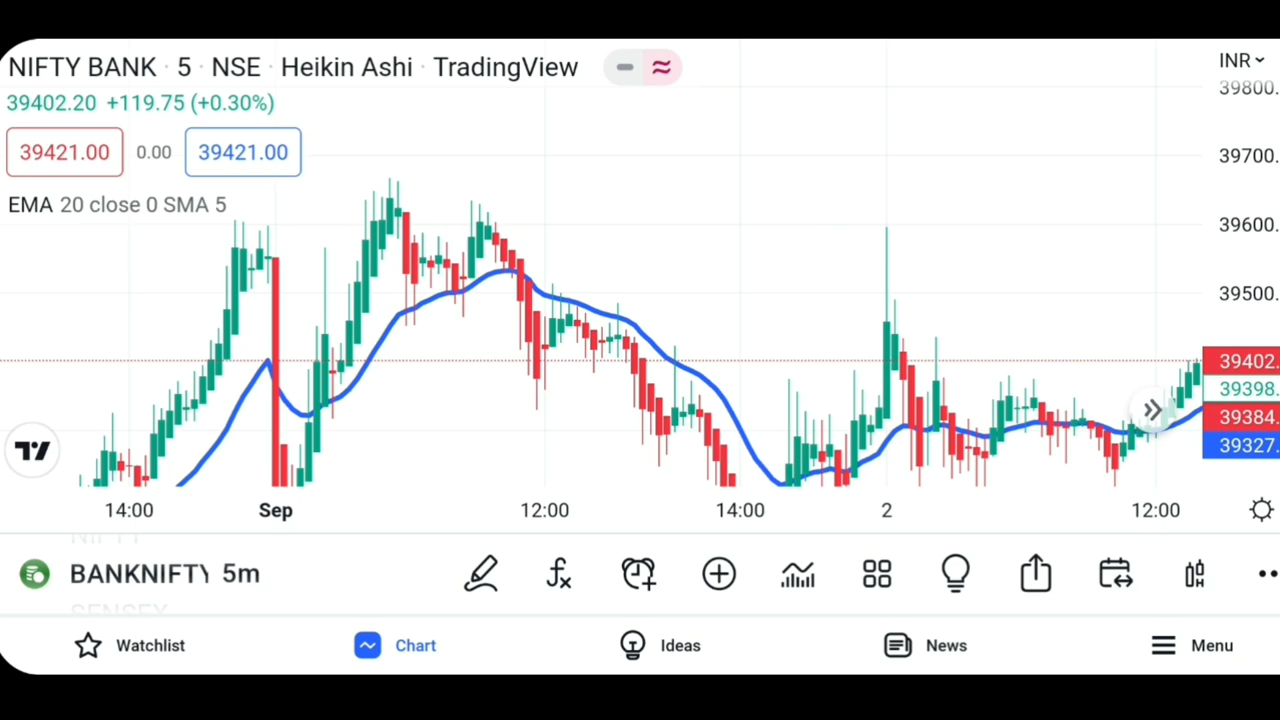 NIFTY BANK · 5 · NSE · Heikin Ashi · TradingView
INR
39402.20 +119.75 (+0.30%)
39421.00 0.00 39421.00
EMA 20 close 0 SMA 5
39800.
39700.
39600.
39500.
39402.
39398.
39384.
39327.
14:00 Sep 12:00 14:00 2 12:00
NIFTY
BANKNIFTY 5m
SENSEX
Watchlist Chart Ideas News Menu